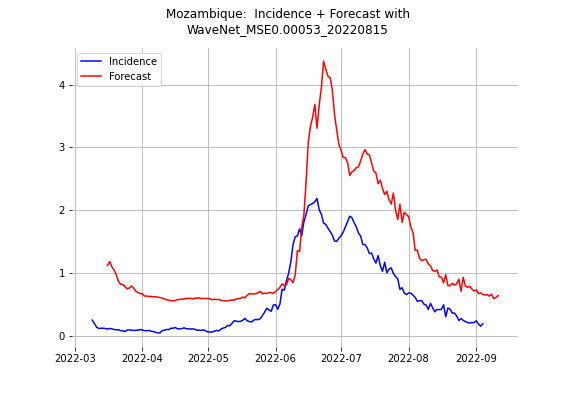 Mozambique:  Incidence + Forecast with
WaveNet_MSE0.00053_20220815
Incidence
Forecast
4
3
2
1
0
2022-03 2022-04 2022-05 2022-06 2022-07 2022-08 2022-09